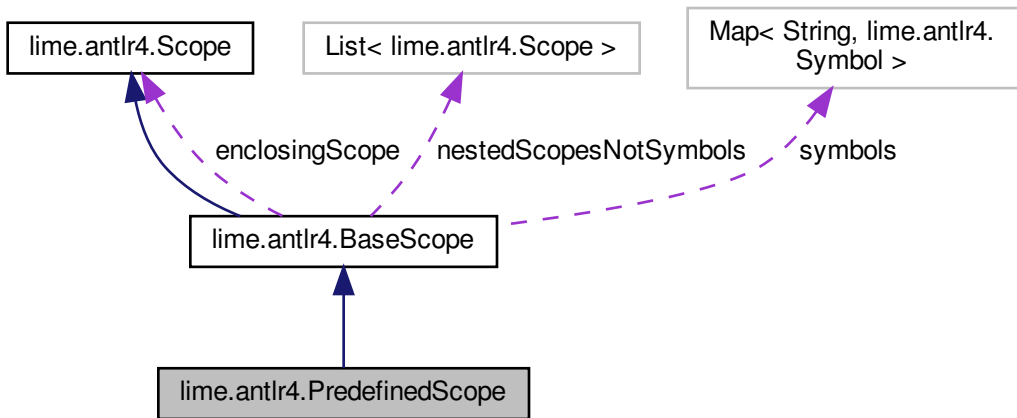 lime.antlr4.Scope
List< lime.antlr4.Scope >
Map< String, lime.antlr4.
Symbol >
enclosingScope
nestedScopesNotSymbols
symbols
lime.antlr4.BaseScope
lime.antlr4.PredefinedScope